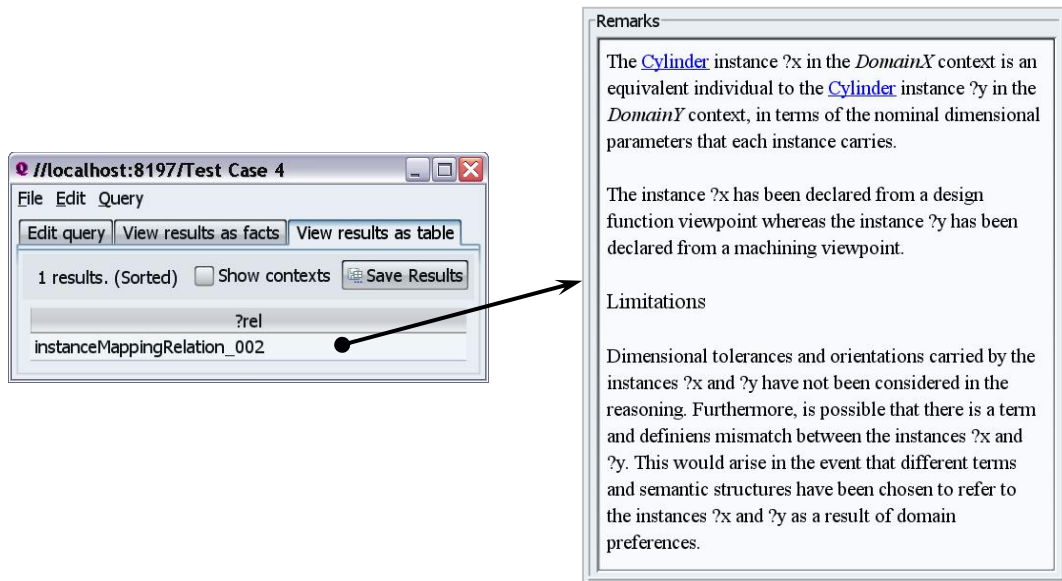 //localhost:8197/Test Case 4
File Edit Query
Edit query View results as facts View results as table
1 results. (Sorted) Show contexts Save Results
?rel
instanceMappingRelation_002
Remarks
The Cylinder instance ?x in the DomainX context is an
equivalent individual to the Cylinder instance ?y in the
DomainY context, in terms of the nominal dimensional
parameters that each instance carries.
The instance ?x has been declared from a design
function viewpoint whereas the instance ?y has been
declared from a machining viewpoint.
Limitations
Dimensional tolerances and orientations carried by the
instances ?x and ?y have not been considered in the
reasoning. Furthermore, is possible that there is a term
and definiens mismatch between the instances ?x and
?y. This would arise in the event that different terms
and semantic structures have been chosen to refer to
the instances ?x and ?y as a result of domain
preferences.